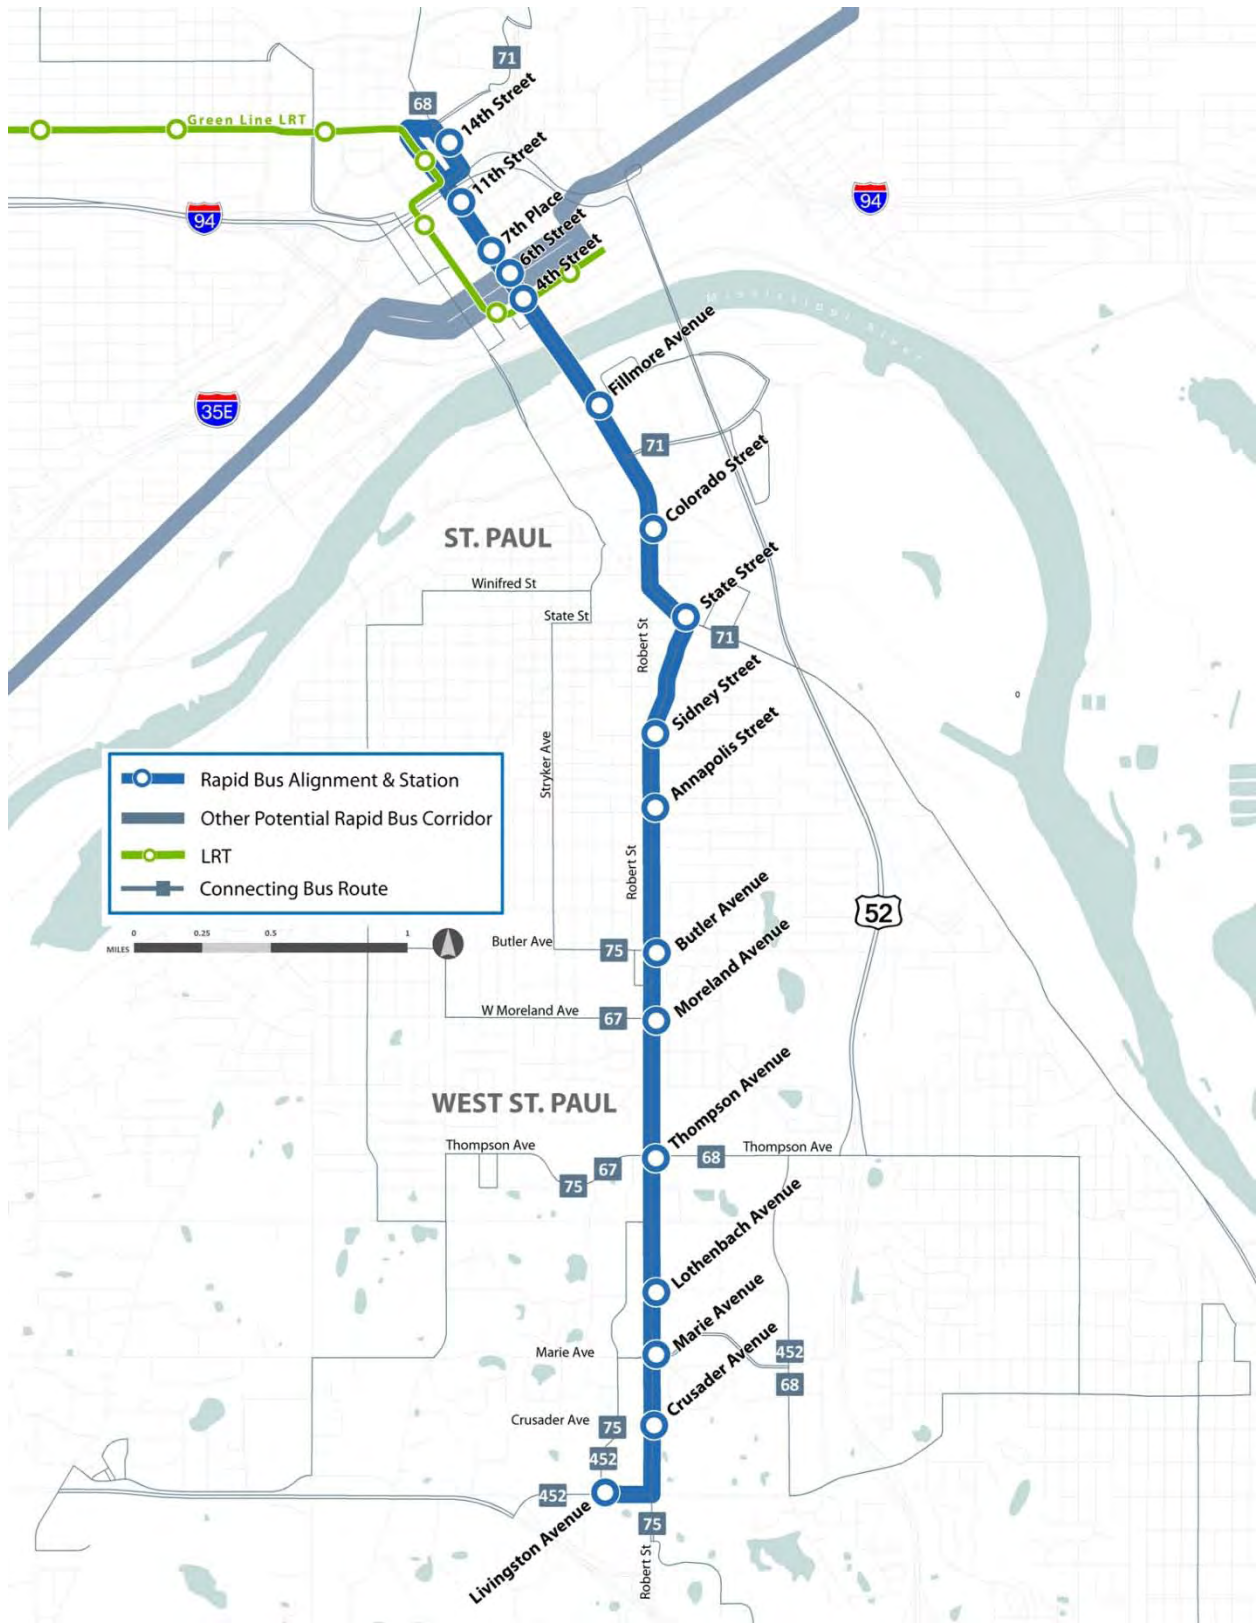 71
68
14th Street
Green Line LRT
11th Street
94
94
7th Place
6th Street
4th Street
Mississippi River
Fillmore Avenue
35E
71
Colorado Street
ST. PAUL
Winifred St
State Street
State St
Robert St
71
Sidney Street
Annapolis Street
Stryker Ave
Rapid Bus Alignment & Station
Other Potential Rapid Bus Corridor
LRT
Connecting Bus Route
Robert St
Butler Avenue
52
0 0.25 0.5 1
MILES
Butler Ave
75
Moreland Avenue
W Moreland Ave
67
Thompson Avenue
WEST ST. PAUL
Thompson Ave
67
75
68
Thompson Ave
Lothenbach Avenue
Marie Avenue
Marie Ave
452
68
Crusader Avenue
Crusader Ave
75
452
452
Livingston Avenue
75
Robert St
0